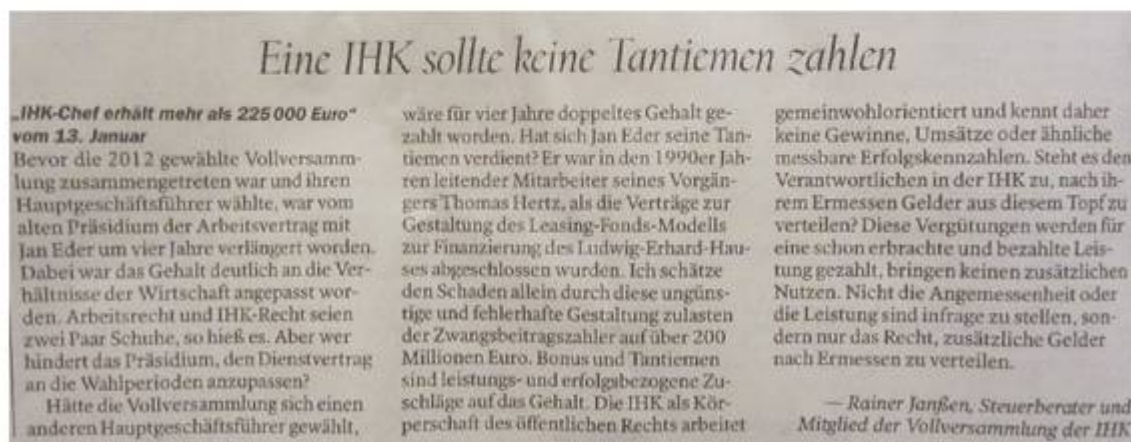 Eine IHK sollte keine Tantiemen zahlen
„IHK-Chef erhält mehr als 225 000 Euro“
vom 13. Januar
Bevor die 2012 gewählte Vollversamm-
lung zusammengetreten war und ihren
Hauptgeschäftsführer wählte, war vom
alten Präsidium der Arbeitsvertrag mit
Jan Eder um vier Jahre verlängert worden.
Dabei war das Gehalt deutlich an die Ver-
hältnisse der Wirtschaft angepasst wor-
den. Arbeitsrecht und IHK-Recht seien
zwei Paar Schuhe, so hieß es. Aber wer
hindert das Präsidium, den Dienstvertrag
an die Wahlperioden anzupassen?
Hätte die Vollversammlung sich einen
anderen Hauptgeschäftsführer gewählt,
wäre für vier Jahre doppeltes Gehalt ge-
zahlt worden. Hat sich Jan Eder seine Tan-
tiemen verdient? Er war in den 1990er Jah-
ren leitender Mitarbeiter seines Vorgän-
gers Thomas Hertz, als die Verträge zur
Gestaltung des Leasing-Fonds-Modells
zur Finanzierung des Ludwig-Erhard-Hau-
ses abgeschlossen wurden. Ich schätze
den Schaden allein durch diese ungüns-
tige und fehlerhafte Gestaltung zulasten
der Zwangsbeitragszahler auf über 200
Millionen Euro. Bonus und Tantiemen
sind leistungs- und erfolgsbezogene Zu-
schläge auf das Gehalt. Die IHK als Kör-
perschaft des öffentlichen Rechts arbeitet
gemeinwohlorientiert und kennt daher
keine Gewinne, Umsätze oder ähnliche
messbare Erfolgskennzahlen. Steht es den
Verantwortlichen in der IHK zu, nach ih-
rem Ermessen Gelder aus diesem Topf zu
verteilen? Diese Vergütungen werden für
eine schon erbrachte und bezahlte Leis-
tung gezahlt, bringen keinen zusätzlichen
Nutzen. Nicht die Angemessenheit oder
die Leistung sind infrage zu stellen, son-
dern nur das Recht, zusätzliche Gelder
nach Ermessen zu verteilen.
— Rainer Janßen, Steuerberater und
Mitglied der Vollversammlung der IHK